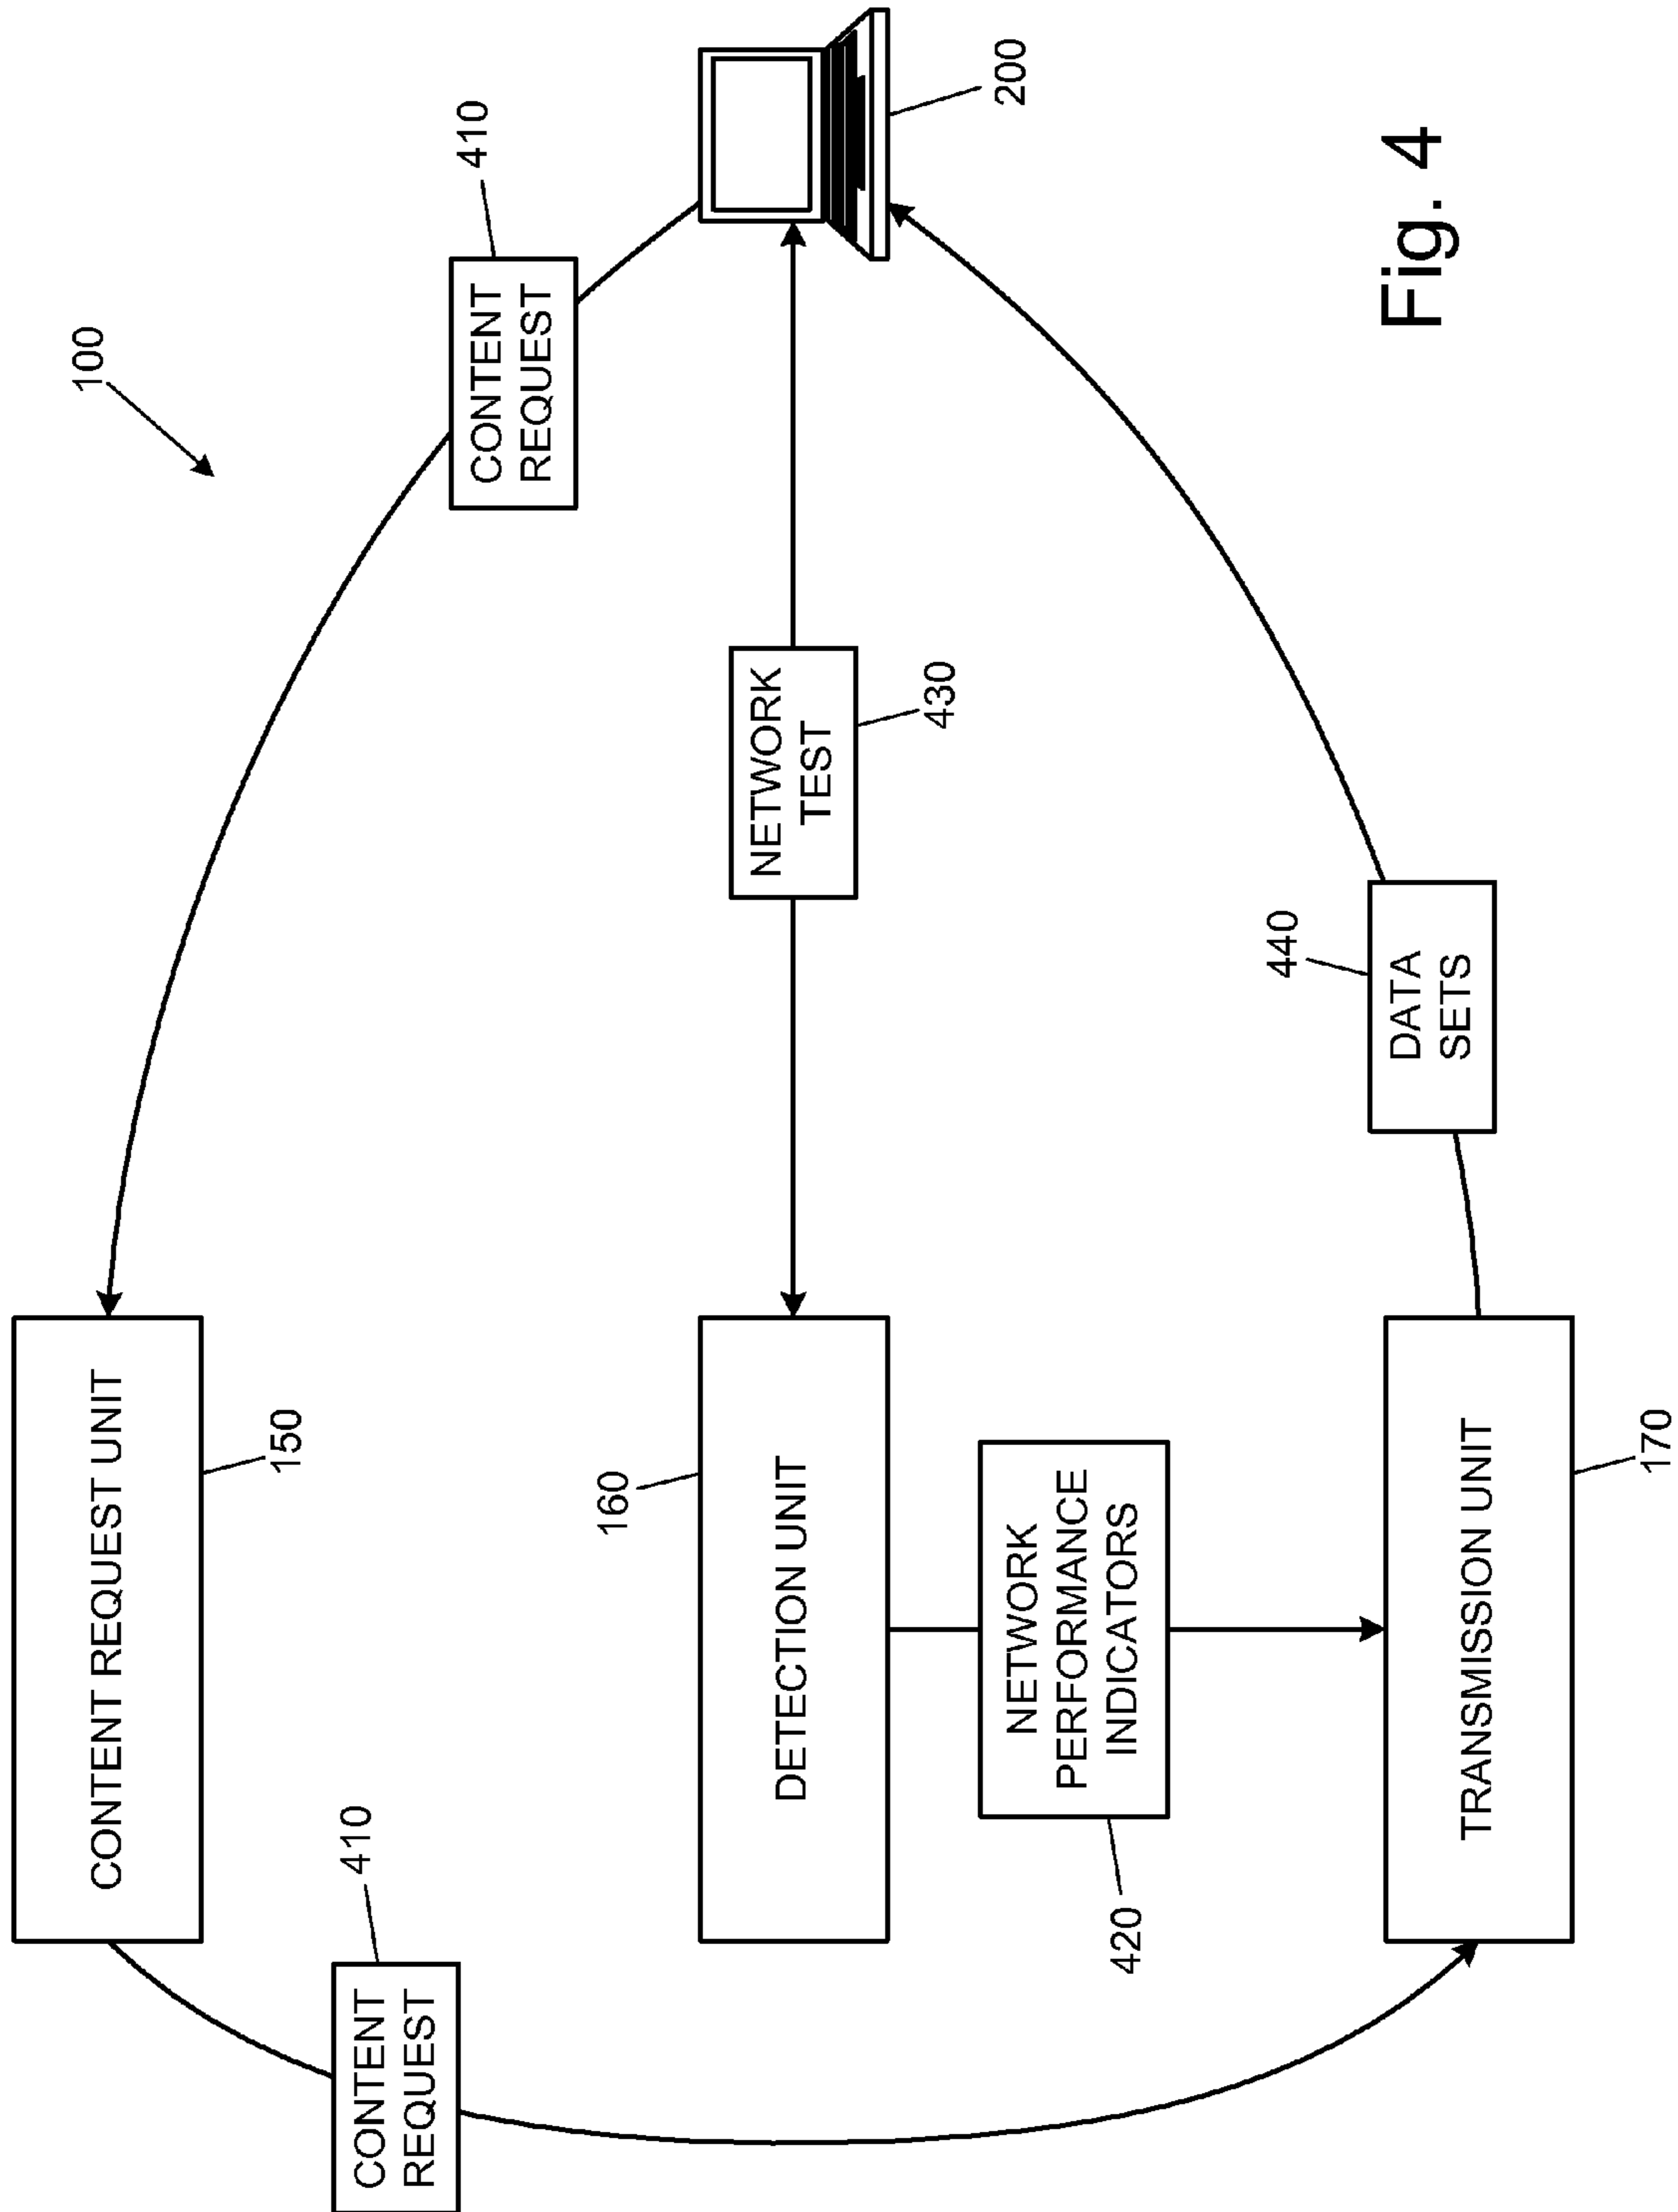 100
410
CONTENT
REQUEST
200
CONTENT REQUEST UNIT
150
410
CONTENT
REQUEST
NETWORK
TEST
430
160
DETECTION UNIT
NETWORK
PERFORMANCE
INDICATORS
420
440
DATA
SETS
TRANSMISSION UNIT
170
Fig. 4